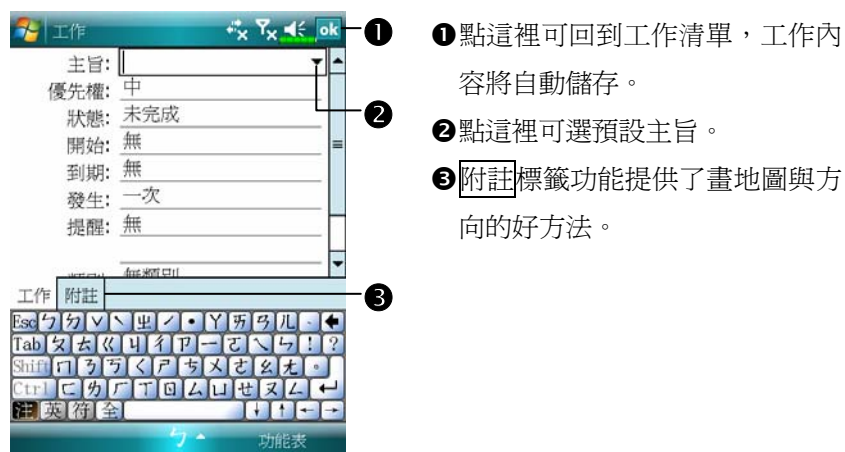 工作 ok ❶
主旨:
優先權: 中
狀態: 未完成 ❷
開始: 無
到期: 無
發生: 一次
提醒: 無
類別: 無類別
工作 附註 ❸
Esc ㄅ ㄉ ˇ ˋ ㄓ ˊ ˙ ㄚ ㄞ ㄢ ㄦ
Tab ㄆ ㄊ ㄍ ㄐ ㄔ ㄗ ㄧ ㄛ ㄟ ㄣ ! ?
Shift ㄇ ㄋ ㄎ ㄑ ㄕ ㄘ ㄨ ㄜ ㄠ ㄤ 。
Ctrl ㄈ ㄌ ㄏ ㄒ ㄖ ㄙ ㄩ ㄝ ㄡ ㄥ ↵
注 英 符 全 ↓ ↑ ← →
ㄅ 功能表
❶點這裡可回到工作清單,工作內
容將自動儲存。
❷點這裡可選預設主旨。
❸附註標籤功能提供了畫地圖與方
向的好方法。